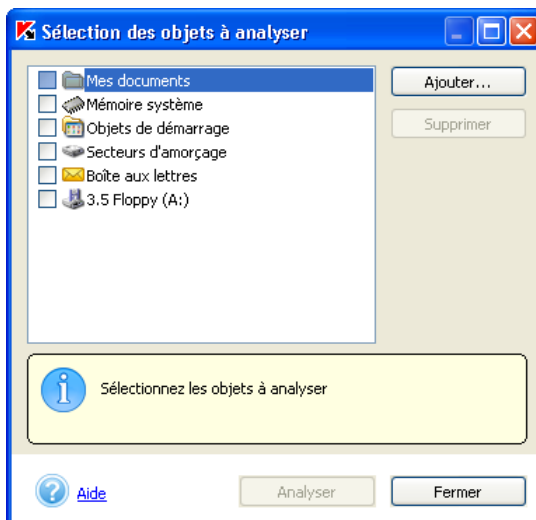 Sélection des objets à analyser
Mes documents
Mémoire système
Objets de démarrage
Secteurs d'amorçage
Boîte aux lettres
3.5 Floppy (A:)
Ajouter...
Supprimer
Sélectionnez les objets à analyser
Aide
Analyser
Fermer